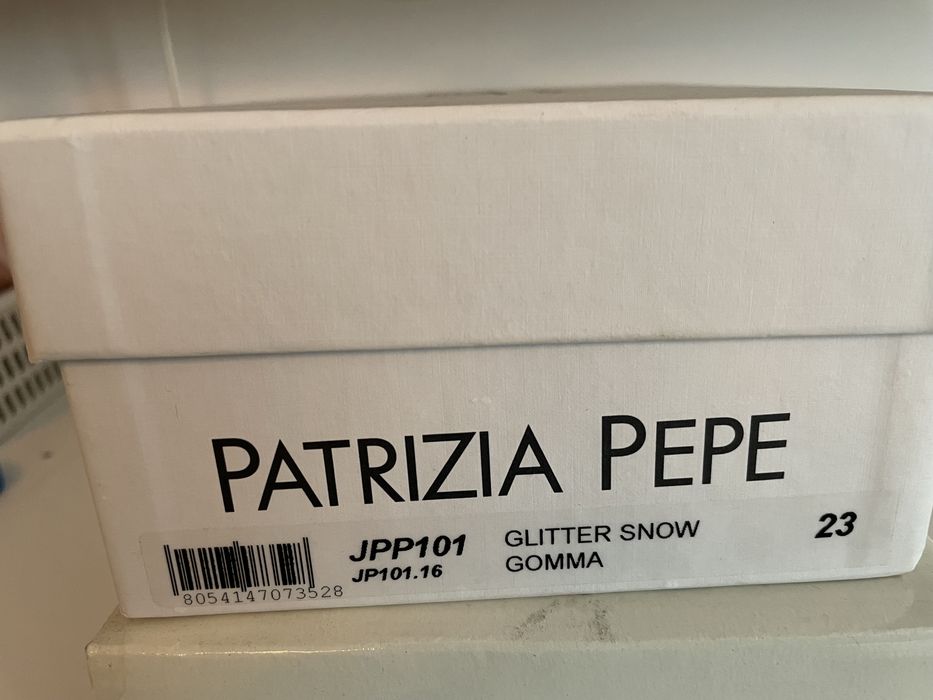 PATRIZIA PEPE
JPP101
JP101.16
GLITTER SNOW
GOMMA
23
8054147073528